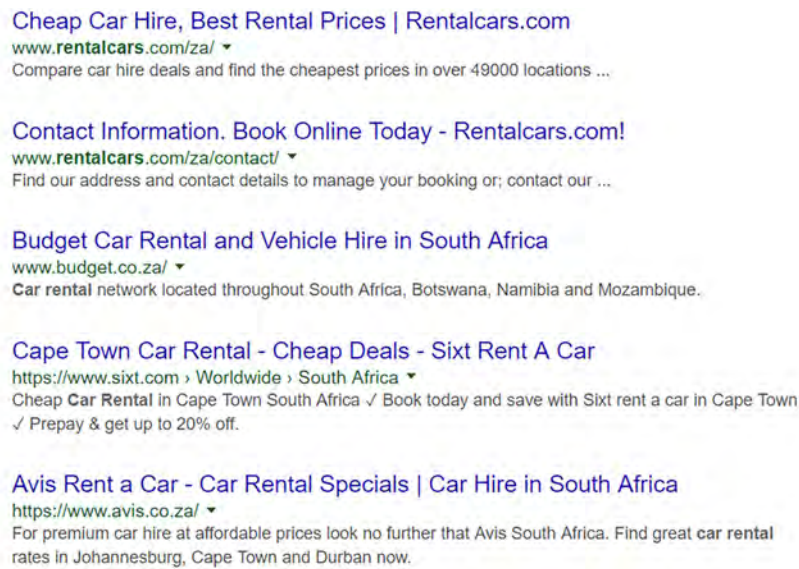 Cheap Car Hire, Best Rental Prices | Rentalcars.com
www.rentalcars.com/za/
Compare car hire deals and find the cheapest prices in over 49000 locations ...
Contact Information. Book Online Today - Rentalcars.com!
www.rentalcars.com/za/contact/
Find our address and contact details to manage your booking or; contact our ...
Budget Car Rental and Vehicle Hire in South Africa
www.budget.co.za/
Car rental network located throughout South Africa, Botswana, Namibia and Mozambique.
Cape Town Car Rental - Cheap Deals - Sixt Rent A Car
https://www.sixt.com › Worldwide › South Africa
Cheap Car Rental in Cape Town South Africa ✓ Book today and save with Sixt rent a car in Cape Town
✓ Prepay & get up to 20% off.
Avis Rent a Car - Car Rental Specials | Car Hire in South Africa
https://www.avis.co.za/
For premium car hire at affordable prices look no further that Avis South Africa. Find great car rental
rates in Johannesburg, Cape Town and Durban now.